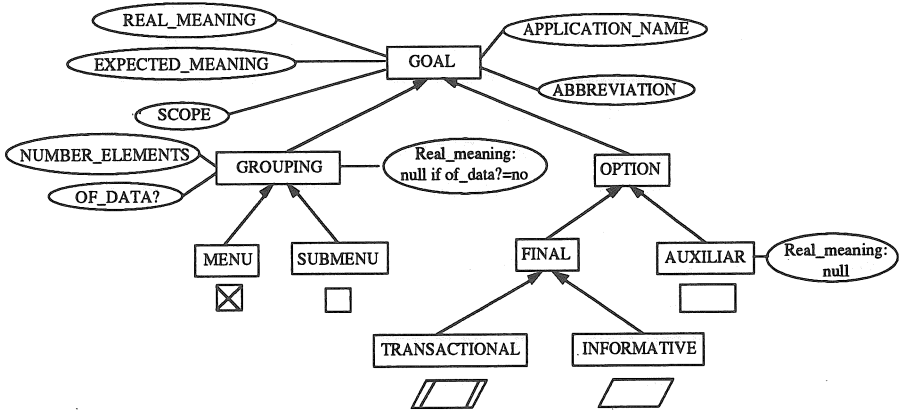 REAL_MEANING
APPLICATION_NAME
GOAL
EXPECTED_MEANING
ABBREVIATION
SCOPE
NUMBER_ELEMENTS
GROUPING
Real_meaning:
null if of_data?=no
OPTION
OF_DATA?
MENU
SUBMENU
FINAL
AUXILIAR
Real_meaning:
null
TRANSACTIONAL
INFORMATIVE